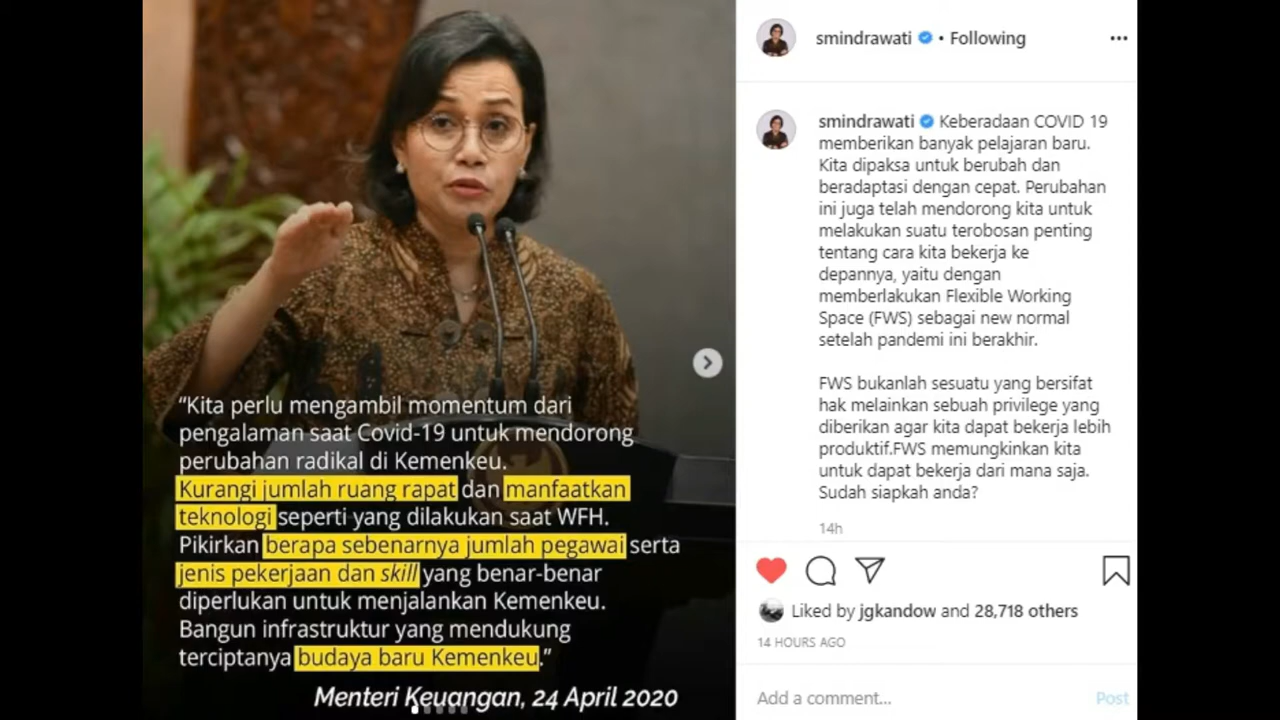 “Kita perlu mengambil momentum dari
pengalaman saat Covid-19 untuk mendorong
perubahan radikal di Kemenkeu.
Kurangi jumlah ruang rapat dan manfaatkan
teknologi seperti yang dilakukan saat WFH.
Pikirkan berapa sebenarnya jumlah pegawai serta
jenis pekerjaan dan skill yang benar-benar
diperlukan untuk menjalankan Kemenkeu.
Bangun infrastruktur yang mendukung
terciptanya budaya baru Kemenkeu.”
Menteri Keuangan, 24 April 2020
smindrawati • Following
smindrawati Keberadaan COVID 19
memberikan banyak pelajaran baru.
Kita dipaksa untuk berubah dan
beradaptasi dengan cepat. Perubahan
ini juga telah mendorong kita untuk
melakukan suatu terobosan penting
tentang cara kita bekerja ke
depannya, yaitu dengan
memberlakukan Flexible Working
Space (FWS) sebagai new normal
setelah pandemi ini berakhir.
FWS bukanlah sesuatu yang bersifat
hak melainkan sebuah privilege yang
diberikan agar kita dapat bekerja lebih
produktif.FWS memungkinkan kita
untuk dapat bekerja dari mana saja.
Sudah siapkah anda?
14h
Liked by jgkandow and 28,718 others
14 HOURS AGO
Add a comment... Post